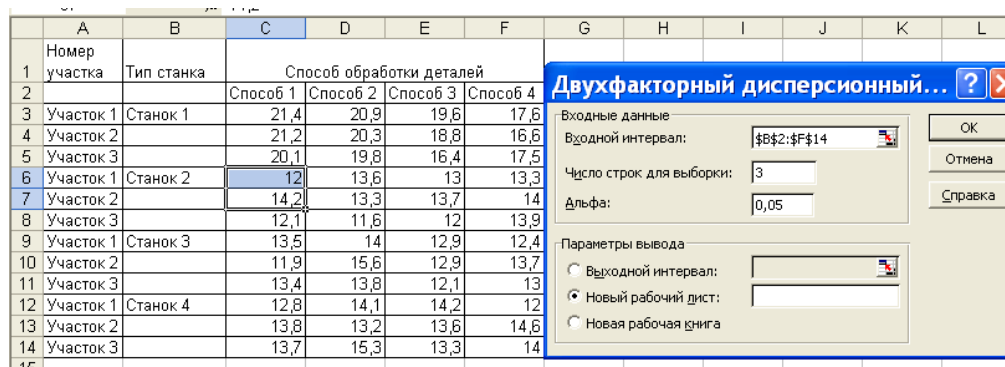 A B C D E F G H I J K L
Номер
1 участка Тип станка Способ обработки деталей
2 Способ 1 Способ 2 Способ 3 Способ 4
3 Участок 1 Станок 1 21,4 20,9 19,6 17,6
4 Участок 2 21,2 20,3 18,8 16,6
5 Участок 3 20,1 19,8 16,4 17,5
6 Участок 1 Станок 2 12 13,6 13 13,3
7 Участок 2 14,2 13,3 13,7 14
8 Участок 3 12,1 11,6 12 13,9
9 Участок 1 Станок 3 13,5 14 12,9 12,4
10 Участок 2 11,9 15,6 12,9 13,7
11 Участок 3 13,4 13,8 12,1 13
12 Участок 1 Станок 4 12,8 14,1 14,2 12
13 Участок 2 13,8 13,2 13,6 14,6
14 Участок 3 13,7 15,3 13,3 14
Двухфакторный дисперсионный...
Входные данные
Входной интервал: $B$2:$F$14
Число строк для выборки: 3
Альфа: 0,05
OK
Отмена
Справка
Параметры вывода
Выходной интервал:
Новый рабочий лист:
Новая рабочая книга